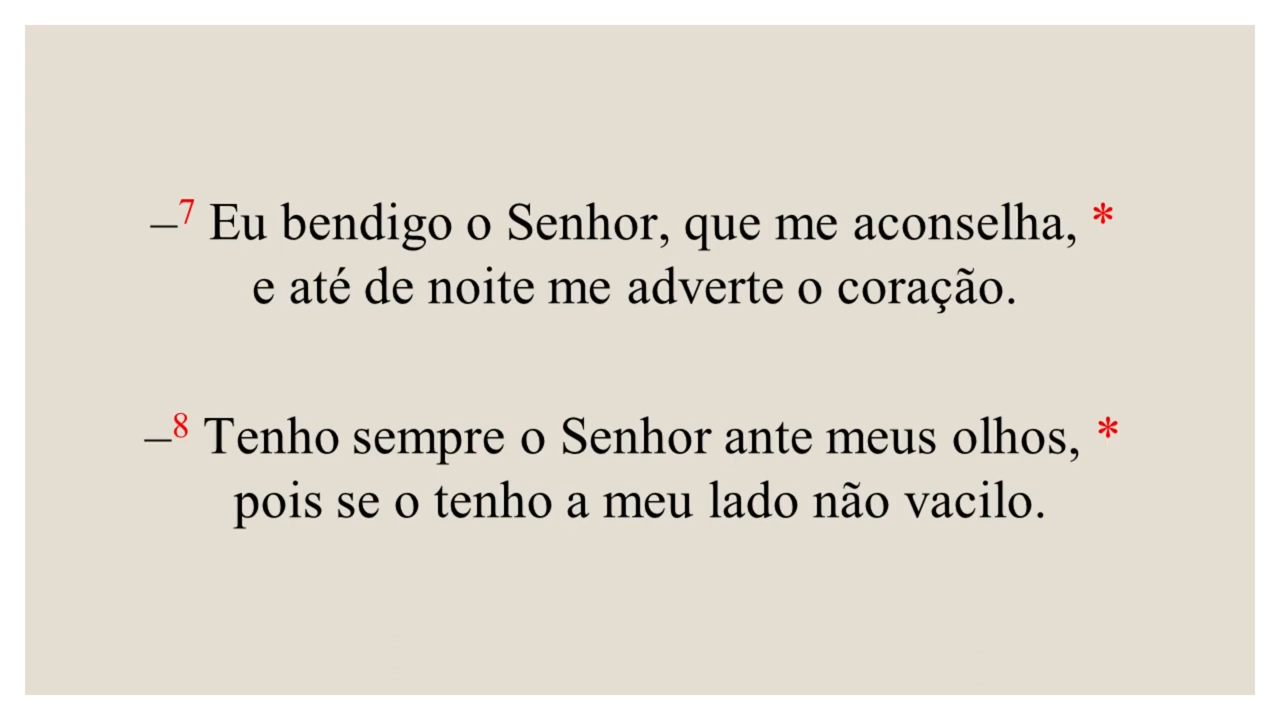 –7 Eu bendigo o Senhor, que me aconselha, *
e até de noite me adverte o coração.
–8 Tenho sempre o Senhor ante meus olhos, *
pois se o tenho a meu lado não vacilo.